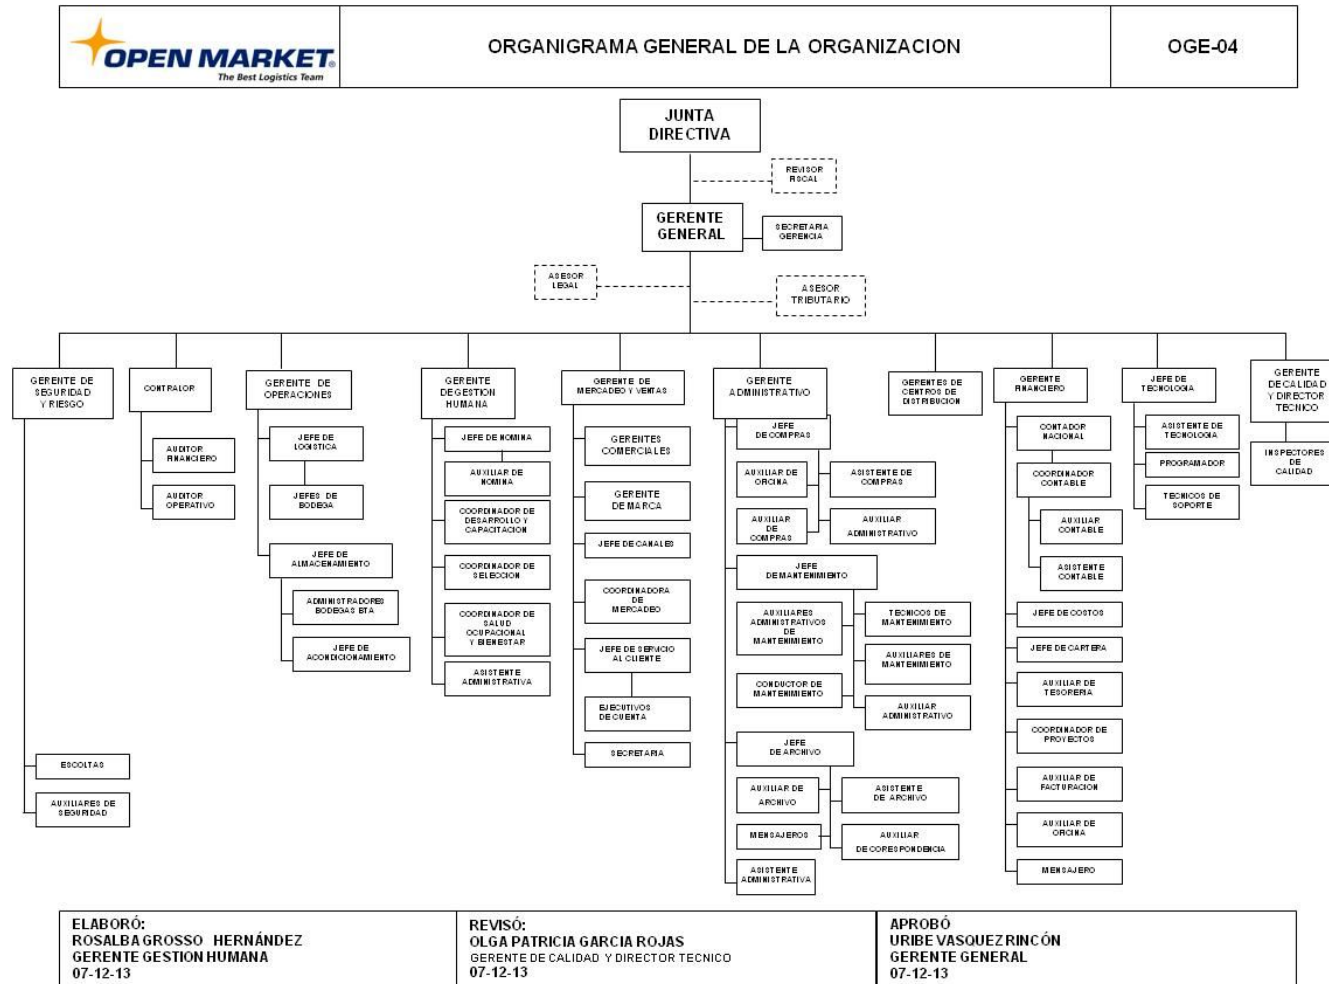 OPEN MARKET
The Best Logistics Team
ORGANIGRAMA GENERAL DE LA ORGANIZACION
OGE-04
JUNTA
DIRECTIVA
REVISOR
FISCAL
GERENTE
GENERAL
SECRETARIA
GERENCIA
ASESOR
LEGAL
ASESOR
TRIBUTARIO
GERENTE DE
SEGURIDAD
Y RIESGO
ESCOLTAS
AUXILIARES DE
SEGURIDAD
CONTRALOR
AUDITOR
FINANCIERO
AUDITOR
OPERATIVO
GERENTE DE
OPERACIONES
JEFE DE
LOGISTICA
JEFES DE
BODEGA
JEFE DE
ALMACENAMIENTO
ADMINISTRADORES
BODEGAS BTA
JEFE DE
ACONDICIONAMIENTO
GERENTE
DE GESTION
HUMANA
JEFE DE NOMINA
AUXILIAR DE
NOMINA
COORDINADOR DE
DESARROLLO Y
CAPACITACION
COORDINADOR DE
SELECCION
COORDINADOR DE
SALUD
OCUPACIONAL
Y BIENESTAR
ASISTENTE
ADMINISTRATIVA
GERENTE DE
MERCADEO Y VENTAS
GERENTES
COMERCIALES
GERENTE
DE MARCA
JEFE DE CANALES
COORDINADORA
DE
MERCADEO
JEFE DE SERVICIO
AL CLIENTE
EJECUTIVOS
DE CUENTA
SECRETARIA
GERENTE
ADMINISTRATIVO
JEFE
DE COMPRAS
AUXILIAR DE
OFICINA
ASISTENTE DE
COMPRAS
AUXILIAR
DE
COMPRAS
AUXILIAR
ADMINISTRATIVO
JEFE
DE MANTENIMIENTO
AUXILIARES
ADMINISTRATIVOS
DE
MANTENIMIENTO
TECNICOS DE
MANTENIMIENTO
AUXILIARES DE
MANTENIMIENTO
CONDUCTOR DE
MANTENIMIENTO
AUXILIAR
ADMINISTRATIVO
JEFE
DE ARCHIVO
AUXILIAR DE
ARCHIVO
ASISTENTE
DE ARCHIVO
MENSAJEROS
AUXILIAR
DE CORESPONDENCIA
ASISTENTE
ADMINISTRATIVA
GERENTES DE
CENTROS DE
DISTRIBUCION
GERENTE
FINANCIERO
CONTADOR
NACIONAL
COORDINADOR
CONTABLE
AUXILIAR
CONTABLE
ASISTENTE
CONTABLE
JEFE DE COSTOS
JEFE DE CARTERA
AUXILIAR DE
TESORERIA
COORDINADOR DE
PROYECTOS
AUXILIAR DE
FACTURACION
AUXILIAR DE
OFICINA
MENSAJERO
JEFE DE
TECNOLOGIA
ASISTENTE DE
TECNOLOGIA
PROGRAMADOR
TECNICOS DE
SOPORTE
GERENTE
DE CALIDAD
Y DIRECTOR
TECNICO
INSPECTORES
DE
CALIDAD
ELABORÓ:
ROSALBA GROSSO HERNÁNDEZ
GERENTE GESTION HUMANA
07-12-13
REVISÓ:
OLGA PATRICIA GARCIA ROJAS
GERENTE DE CALIDAD Y DIRECTOR TECNICO
07-12-13
APROBÓ
URIBE VASQUEZ RINCÓN
GERENTE GENERAL
07-12-13